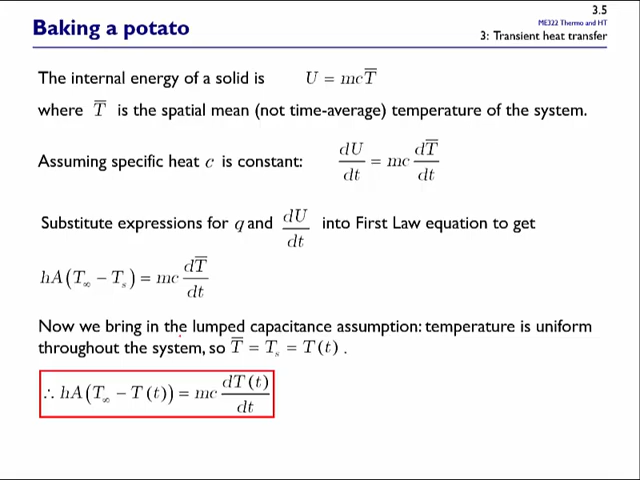 3.5
ME322 Thermo and HT
Baking a potato
3: Transient heat transfer
The internal energy of a solid is U = mcT̅
where T̅ is the spatial mean (not time-average) temperature of the system.
Assuming specific heat c is constant: dU/dt = mc dT̅/dt
Substitute expressions for q and dU/dt into First Law equation to get
hA(T∞ − Tₛ) = mc dT̅/dt
Now we bring in the lumped capacitance assumption: temperature is uniform
throughout the system, so T̅ = Tₛ = T(t) .
∴ hA(T∞ − T(t)) = mc dT(t)/dt